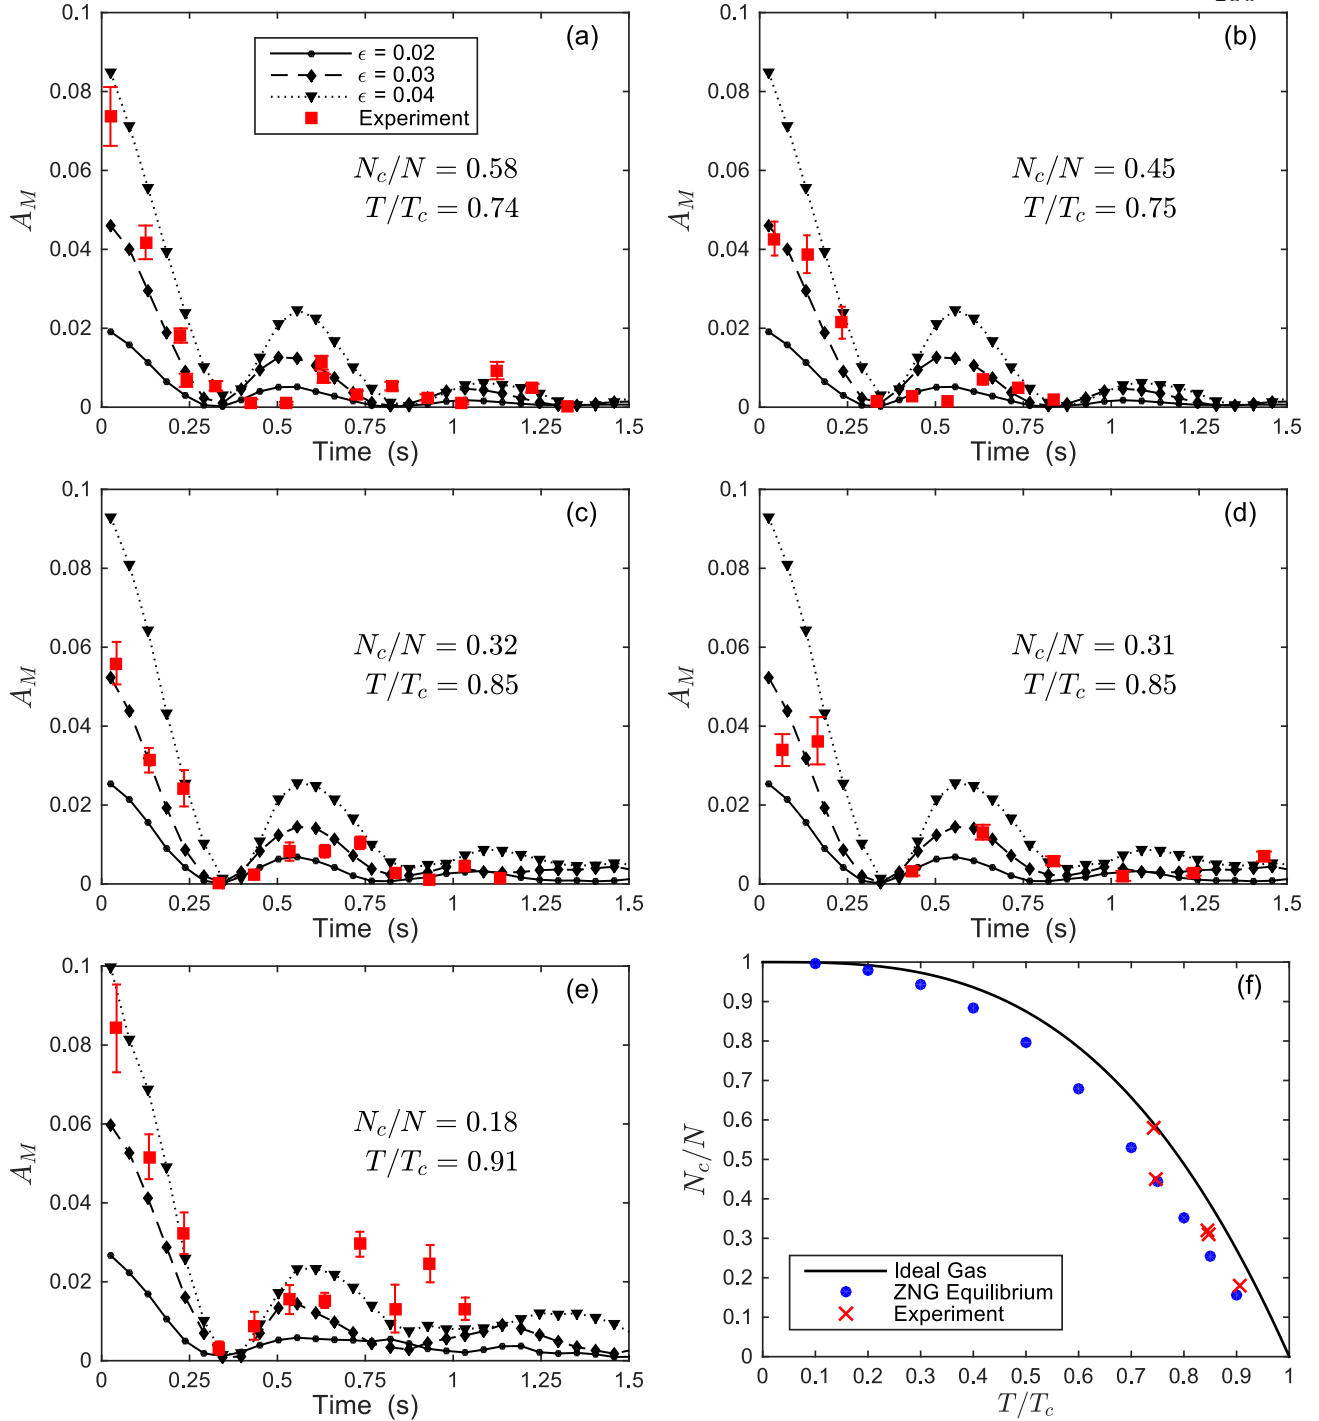 0.1
0.08
0.06
0.04
0.02
0
A_M
(a)
ϵ = 0.02
ϵ = 0.03
ϵ = 0.04
Experiment
N_c/N = 0.58
T/T_c = 0.74
0 0.25 0.5 0.75 1 1.25 1.5
Time (s)
0.1
0.08
0.06
0.04
0.02
0
A_M
(b)
N_c/N = 0.45
T/T_c = 0.75
0 0.25 0.5 0.75 1 1.25 1.5
Time (s)
0.1
0.08
0.06
0.04
0.02
0
A_M
(c)
N_c/N = 0.32
T/T_c = 0.85
0 0.25 0.5 0.75 1 1.25 1.5
Time (s)
0.1
0.08
0.06
0.04
0.02
0
A_M
(d)
N_c/N = 0.31
T/T_c = 0.85
0 0.25 0.5 0.75 1 1.25 1.5
Time (s)
0.1
0.08
0.06
0.04
0.02
0
A_M
(e)
N_c/N = 0.18
T/T_c = 0.91
0 0.25 0.5 0.75 1 1.25 1.5
Time (s)
1
0.9
0.8
0.7
0.6
0.5
0.4
0.3
0.2
0.1
0
N_c/N
(f)
Ideal Gas
ZNG Equilibrium
Experiment
0 0.1 0.2 0.3 0.4 0.5 0.6 0.7 0.8 0.9 1
T/T_c